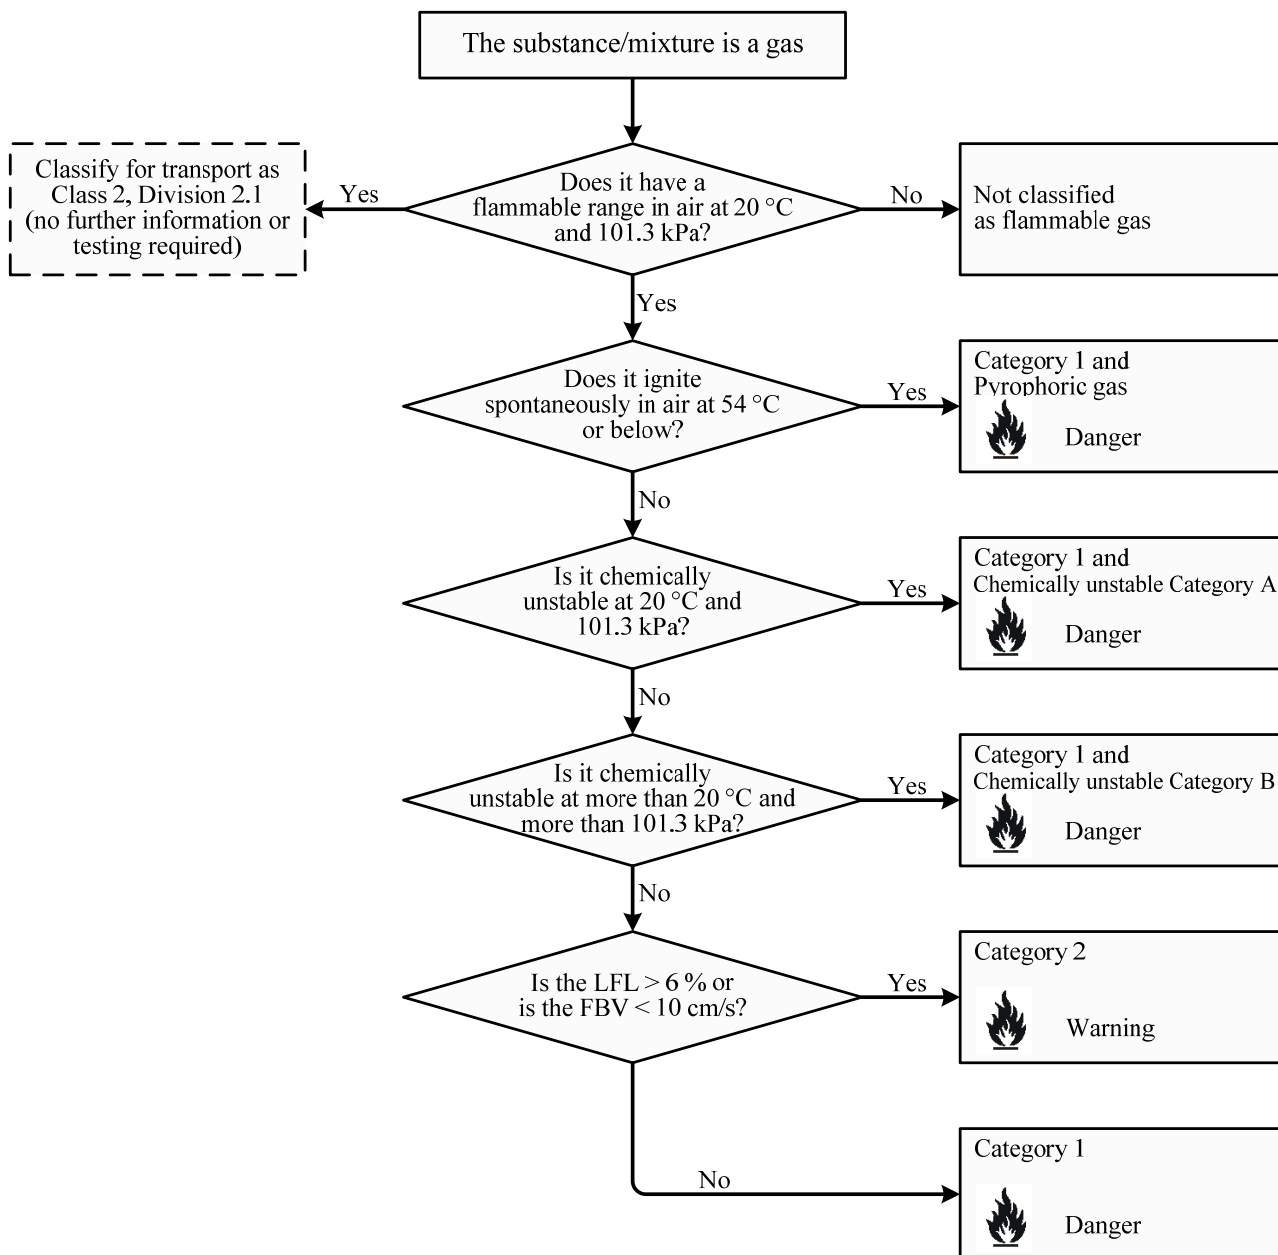 The substance/mixture is a gas
Classify for transport as
Class 2, Division 2.1
(no further information or
testing required)
Yes
Does it have a
flammable range in air at 20 °C
and 101.3 kPa?
No
Not classified
as flammable gas
Yes
Does it ignite
spontaneously in air at 54 °C
or below?
Yes
Category 1 and
Pyrophoric gas
Danger
No
Is it chemically
unstable at 20 °C and
101.3 kPa?
Yes
Category 1 and
Chemically unstable Category A
Danger
No
Is it chemically
unstable at more than 20 °C and
more than 101.3 kPa?
Yes
Category 1 and
Chemically unstable Category B
Danger
No
Is the LFL > 6 % or
is the FBV < 10 cm/s?
Yes
Category 2
Warning
No
Category 1
Danger